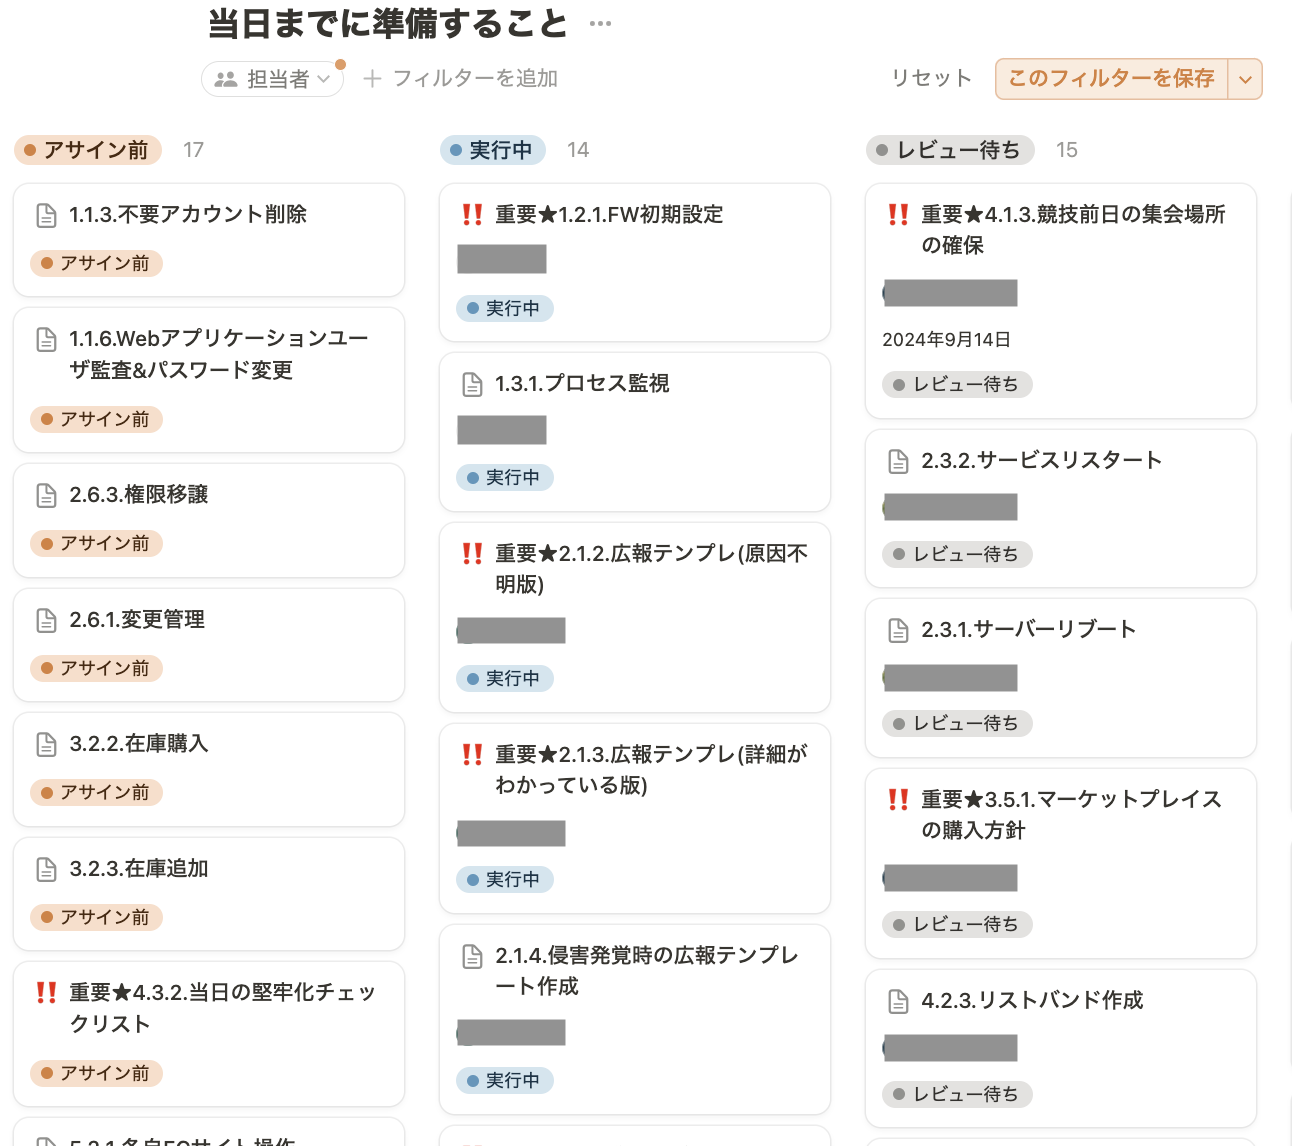 当日までに準備すること
担当者
フィルターを追加
リセット
このフィルターを保存
アサイン前 17
1.1.3.不要アカウント削除
アサイン前
1.1.6.Webアプリケーションユー
ザ監査&パスワード変更
アサイン前
2.6.3.権限移譲
アサイン前
2.6.1.変更管理
アサイン前
3.2.2.在庫購入
アサイン前
3.2.3.在庫追加
アサイン前
‼ 重要★4.3.2.当日の堅牢化チェッ
クリスト
アサイン前
実行中 14
‼ 重要★1.2.1.FW初期設定
実行中
1.3.1.プロセス監視
実行中
‼ 重要★2.1.2.広報テンプレ(原因不
明版)
実行中
‼ 重要★2.1.3.広報テンプレ(詳細が
わかっている版)
実行中
2.1.4.侵害発覚時の広報テンプレ
ート作成
実行中
レビュー待ち 15
‼ 重要★4.1.3.競技前日の集会場所
の確保
2024年9月14日
レビュー待ち
2.3.2.サービスリスタート
レビュー待ち
2.3.1.サーバーリブート
レビュー待ち
‼ 重要★3.5.1.マーケットプレイス
の購入方針
レビュー待ち
4.2.3.リストバンド作成
レビュー待ち